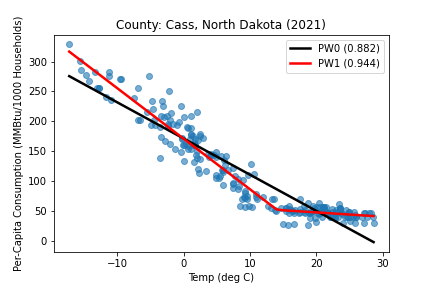 County: Cass, North Dakota (2021)
PW0 (0.882)
PW1 (0.944)
Per-Capita Consumption (MMBtu/1000 Households)
300
250
200
150
100
50
0
−10 0 10 20 30
Temp (deg C)